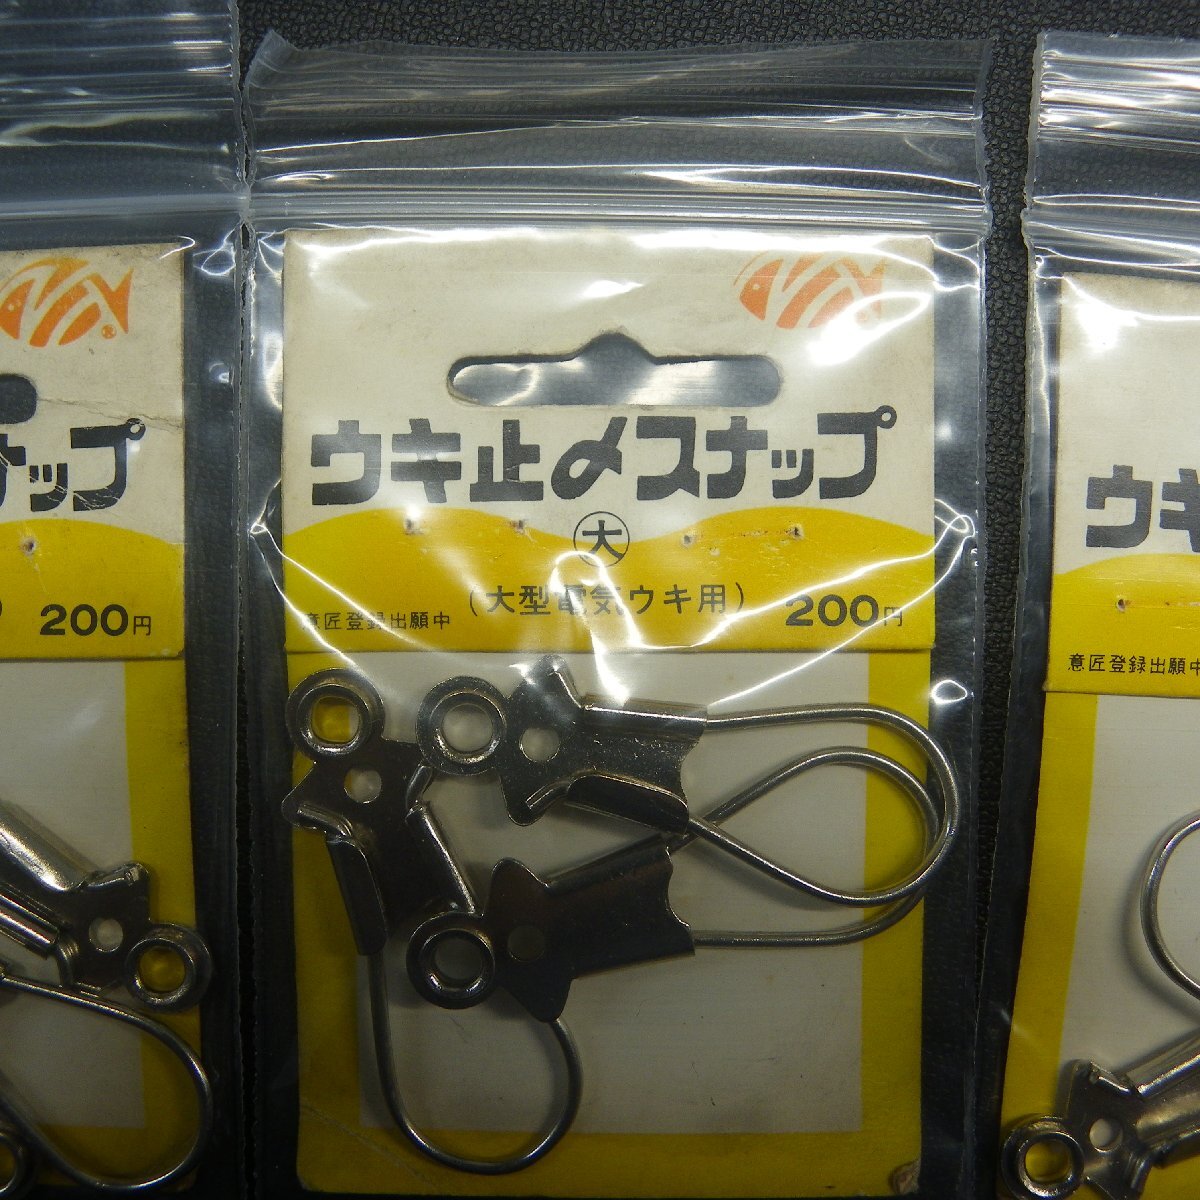 ナップ
200円
NX
ウキ止〆スナップ
大
(大型電気ウキ用)
意匠登録出願中
200円
ウキ
意匠登録出願中